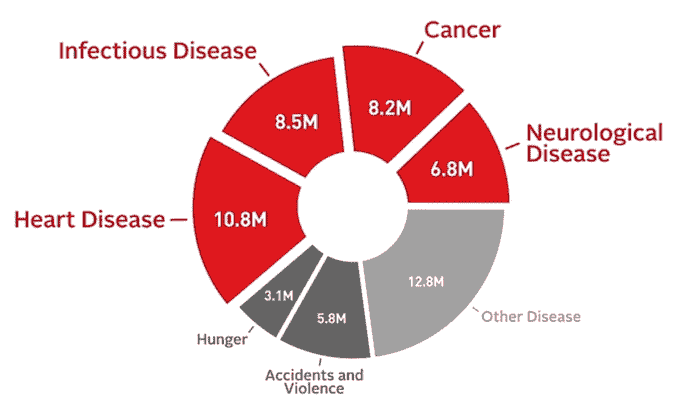 Cancer
Infectious Disease
8.5M
8.2M
Neurological
Disease
6.8M
Heart Disease
10.8M
12.8M
3.1M
5.8M
Other Disease
Hunger
Accidents and
Violence